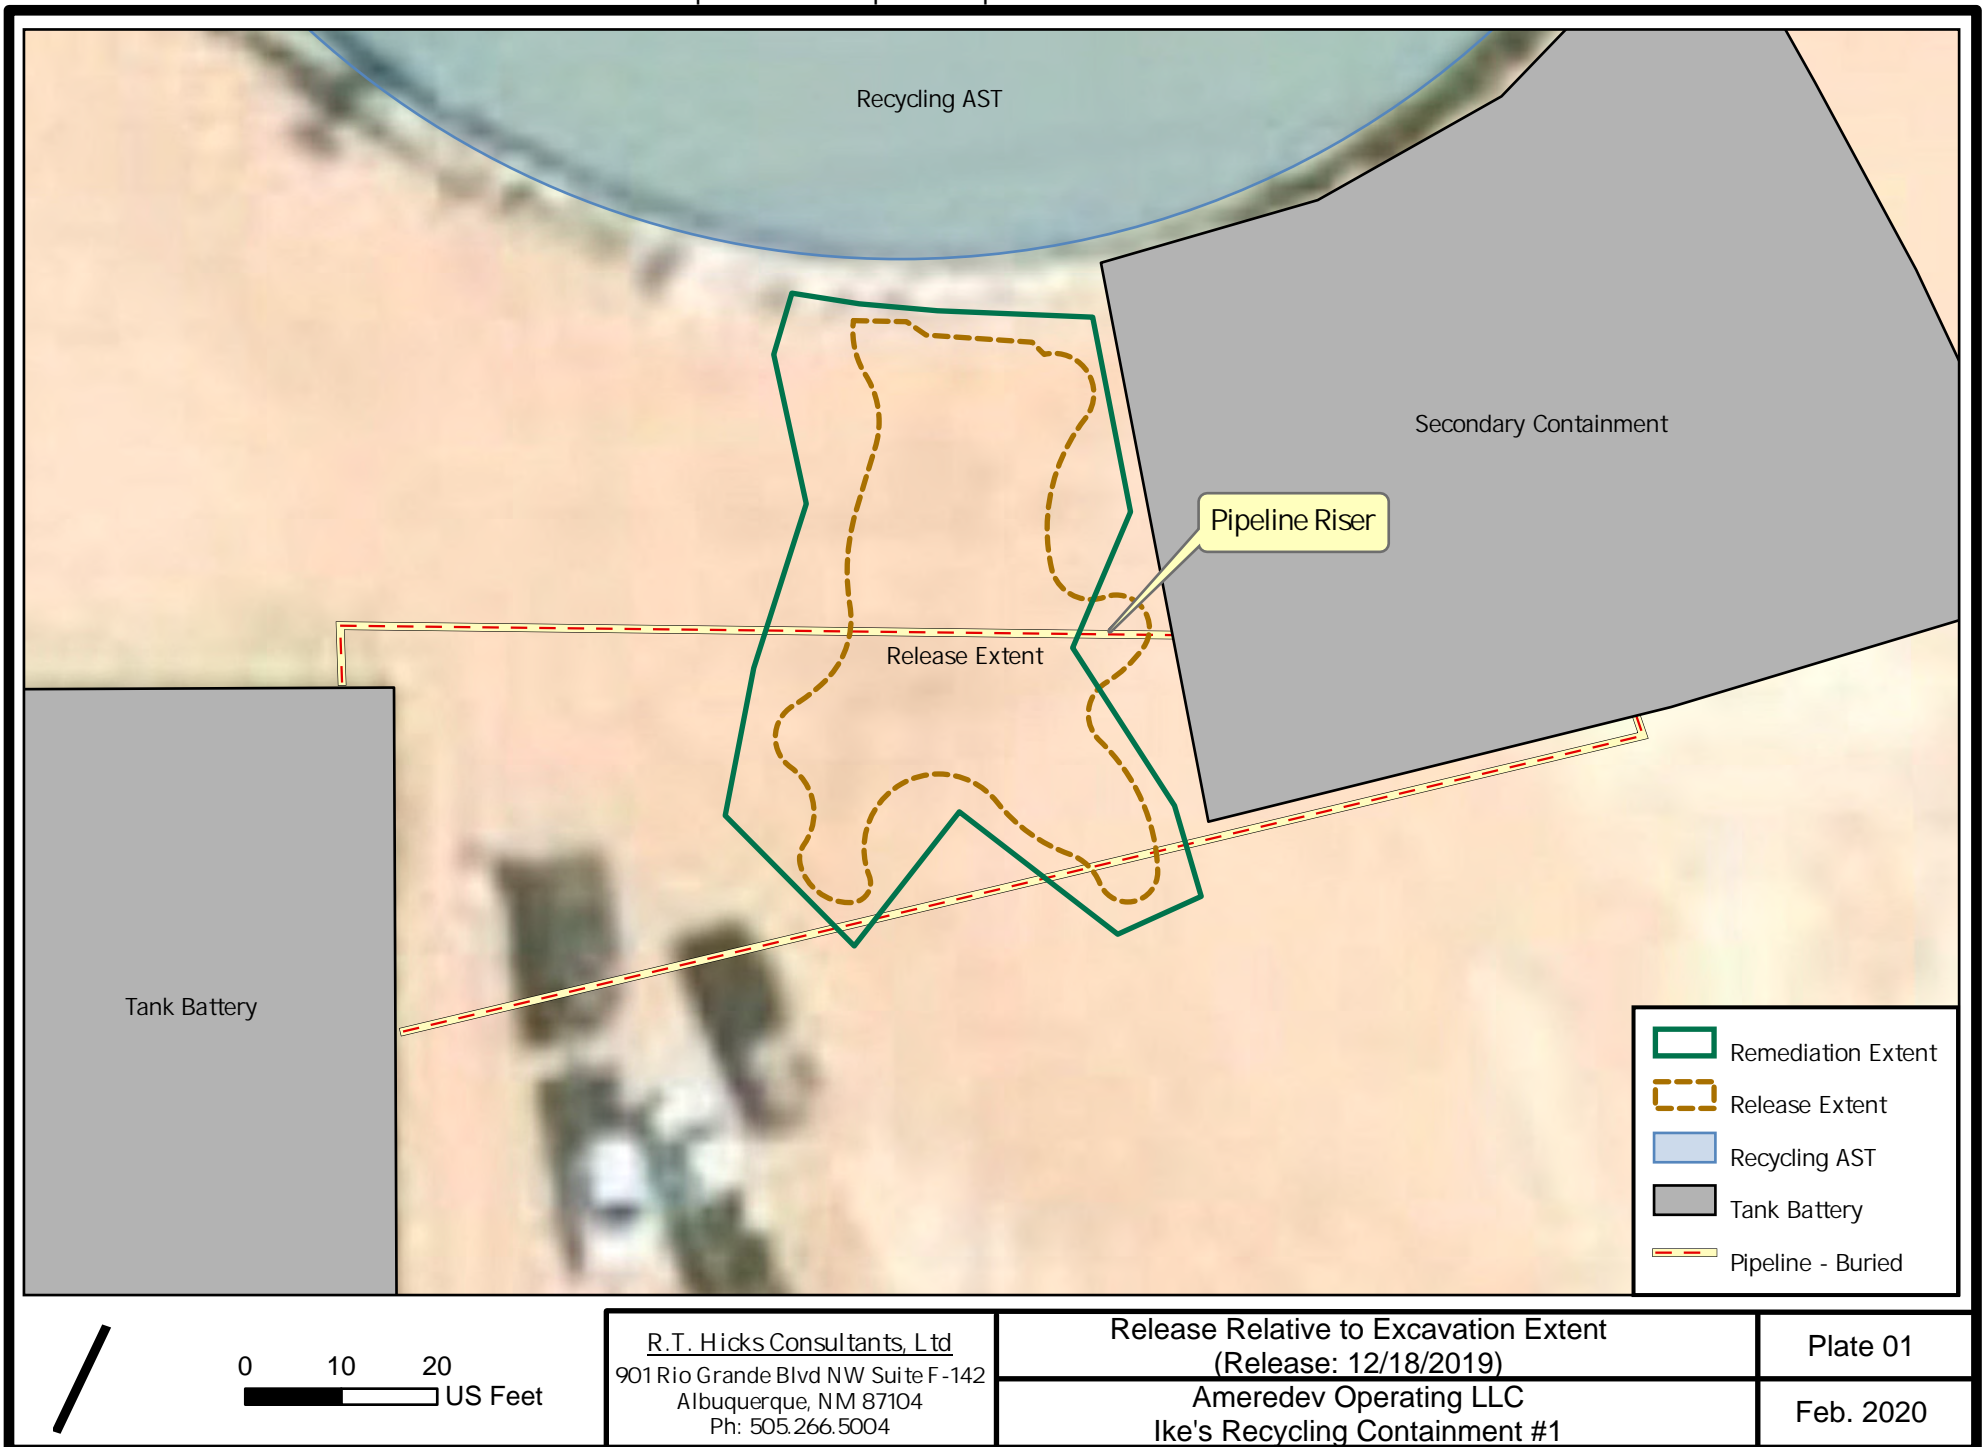 Recycling AST
Secondary Containment
Pipeline Riser
Release Extent
Tank Battery
Remediation Extent
Release Extent
Recycling AST
Tank Battery
Pipeline - Buried
0 10 20
US Feet
R.T. Hicks Consultants, Ltd
901 Rio Grande Blvd NW Suite F-142
Albuquerque, NM 87104
Ph: 505.266.5004
Release Relative to Excavation Extent
(Release: 12/18/2019)
Ameredev Operating LLC
Ike's Recycling Containment #1
Plate 01
Feb. 2020